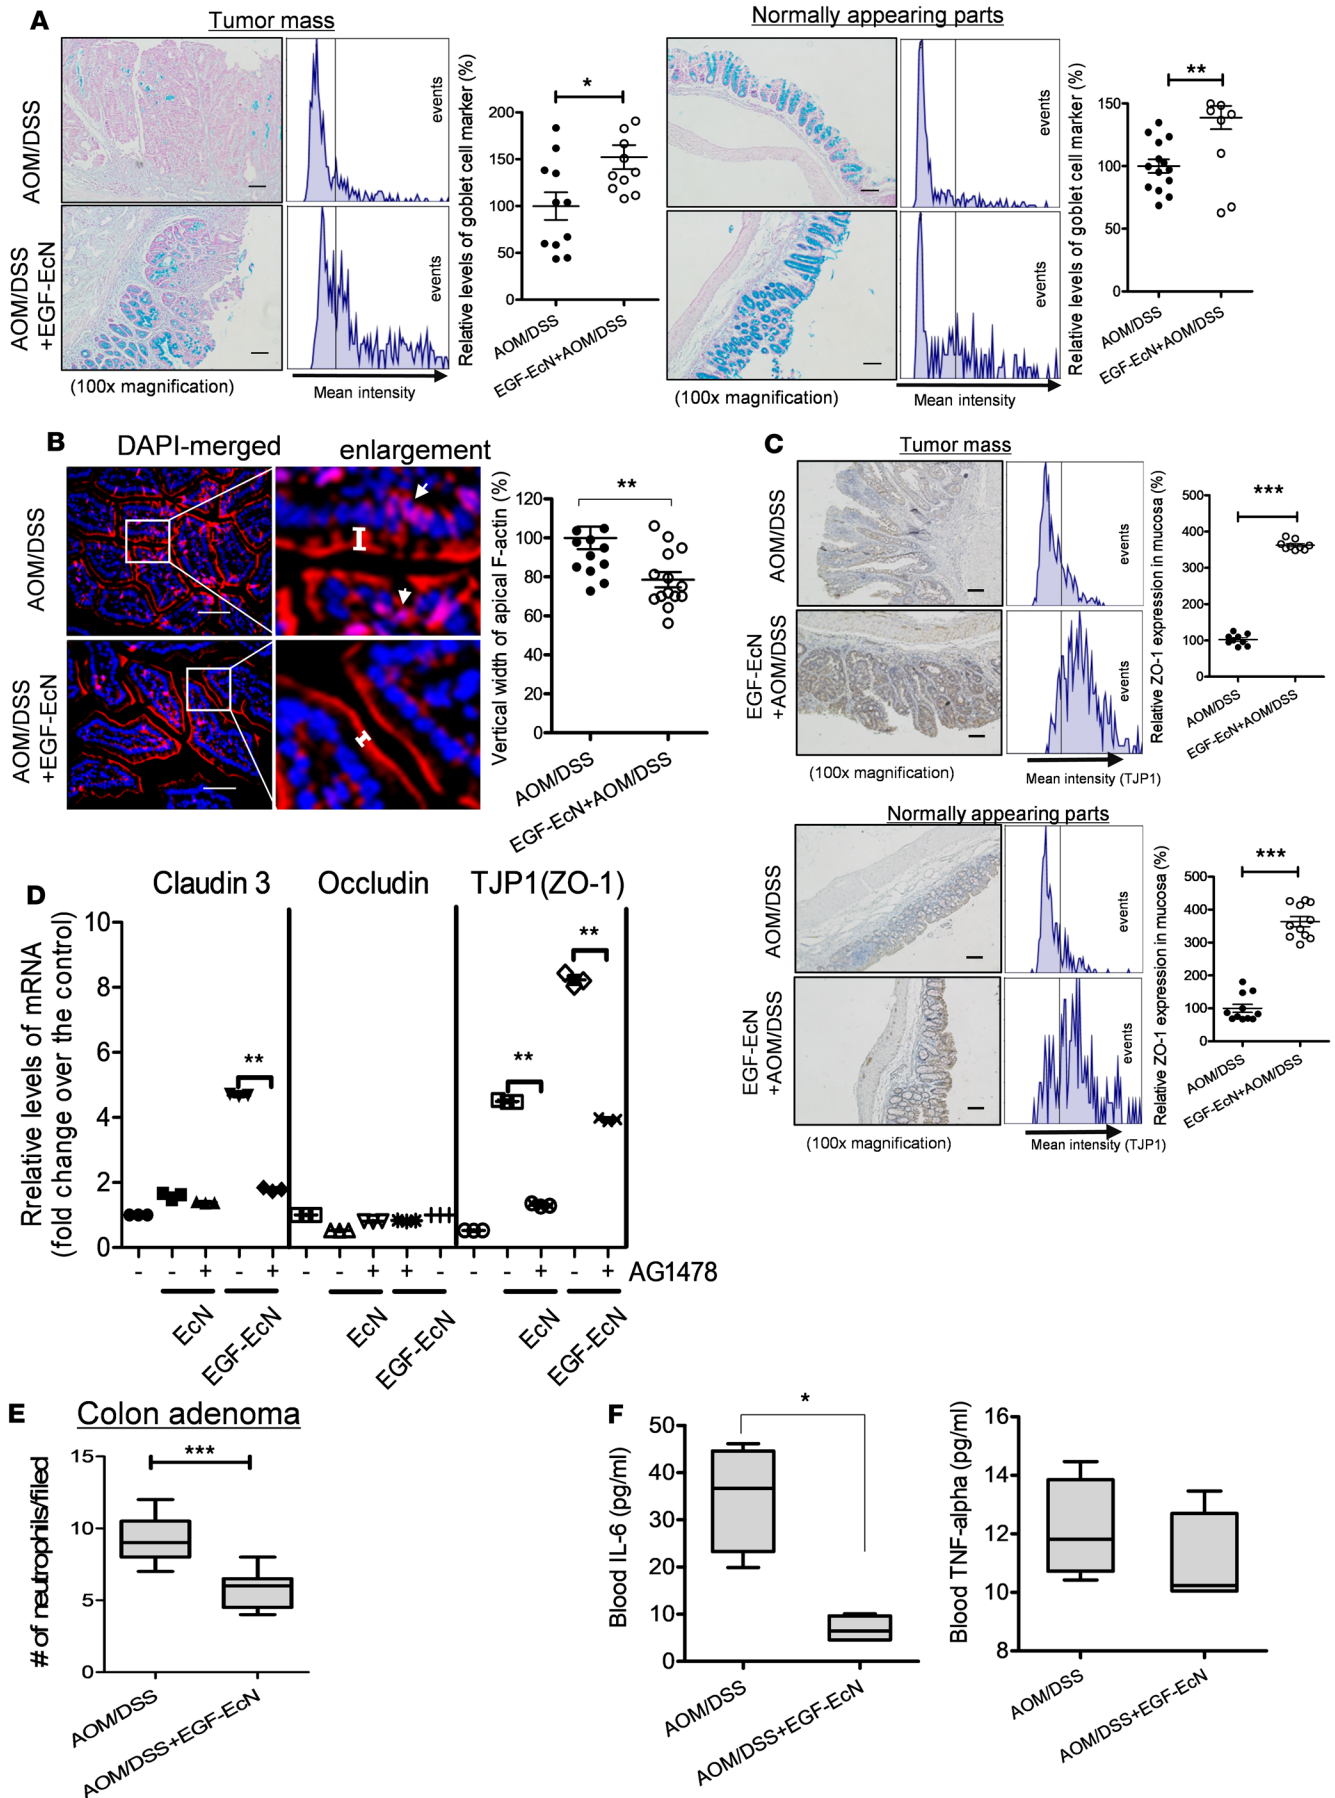 A
Tumor mass
Normally appearing parts
AOM/DSS
AOM/DSS
+EGF-EcN
(100x magnification)
events
events
Mean intensity
Relative levels of goblet cell marker (%)
200
150
100
50
0
*
AOM/DSS
EGF-EcN+AOM/DSS
(100x magnification)
events
events
Mean intensity
Relative levels of goblet cell marker (%)
150
100
50
0
**
AOM/DSS
EGF-EcN+AOM/DSS
B
DAPI-merged
enlargement
AOM/DSS
AOM/DSS
+EGF-EcN
Vertical width of apical F-actin (%)
120
100
80
60
40
20
0
**
AOM/DSS
EGF-EcN+AOM/DSS
C
Tumor mass
AOM/DSS
EGF-EcN
+AOM/DSS
(100x magnification)
events
events
Mean intensity (TJP1)
Relative ZO-1 expression in mucosa (%)
500
400
300
200
100
0
***
AOM/DSS
EGF-EcN+AOM/DSS
Normally appearing parts
AOM/DSS
EGF-EcN
+AOM/DSS
(100x magnification)
events
events
Mean intensity (TJP1)
Relative ZO-1 expression in mucosa (%)
500
400
300
200
100
0
***
AOM/DSS
EGF-EcN+AOM/DSS
D
Claudin 3
Occludin
TJP1(ZO-1)
Rrelative levels of mRNA
(fold change over the control)
10
8
6
4
2
0
**
**
**
- - + - + - - + + - - - + - + AG1478
EcN
EGF-EcN
EcN
EGF-EcN
EcN
EGF-EcN
E
Colon adenoma
# of neutrophils/filed
15
10
5
0
***
AOM/DSS
AOM/DSS+EGF-EcN
F
Blood IL-6 (pg/ml)
50
40
30
20
10
0
*
AOM/DSS
AOM/DSS+EGF-EcN
Blood TNF-alpha (pg/ml)
16
14
12
10
8
AOM/DSS
AOM/DSS+EGF-EcN